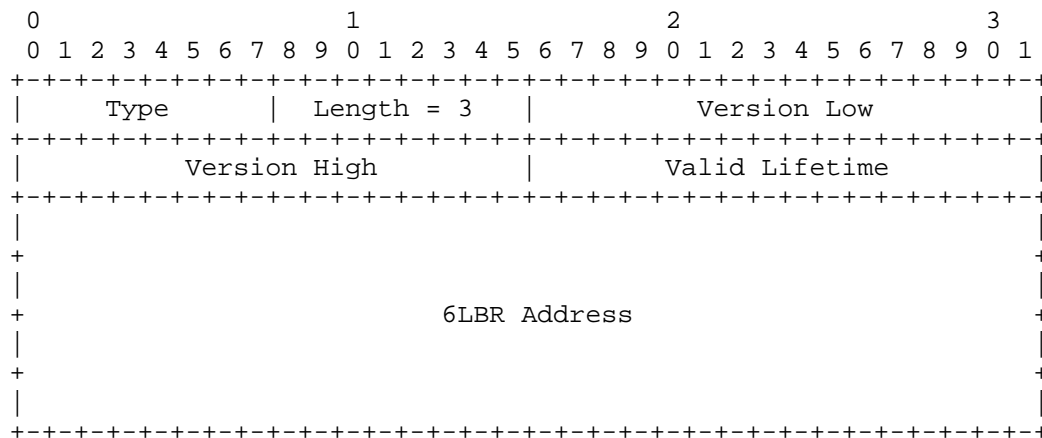 0                   1                   2                   3
 0 1 2 3 4 5 6 7 8 9 0 1 2 3 4 5 6 7 8 9 0 1 2 3 4 5 6 7 8 9 0 1
+-+-+-+-+-+-+-+-+-+-+-+-+-+-+-+-+-+-+-+-+-+-+-+-+-+-+-+-+-+-+-+-+
|     Type      |  Length = 3   |          Version Low          |
+-+-+-+-+-+-+-+-+-+-+-+-+-+-+-+-+-+-+-+-+-+-+-+-+-+-+-+-+-+-+-+-+
|          Version High         |        Valid Lifetime         |
+-+-+-+-+-+-+-+-+-+-+-+-+-+-+-+-+-+-+-+-+-+-+-+-+-+-+-+-+-+-+-+-+
|                                                               |
+                                                               +
|                                                               |
+                          6LBR Address                         +
|                                                               |
+                                                               +
|                                                               |
+-+-+-+-+-+-+-+-+-+-+-+-+-+-+-+-+-+-+-+-+-+-+-+-+-+-+-+-+-+-+-+-+